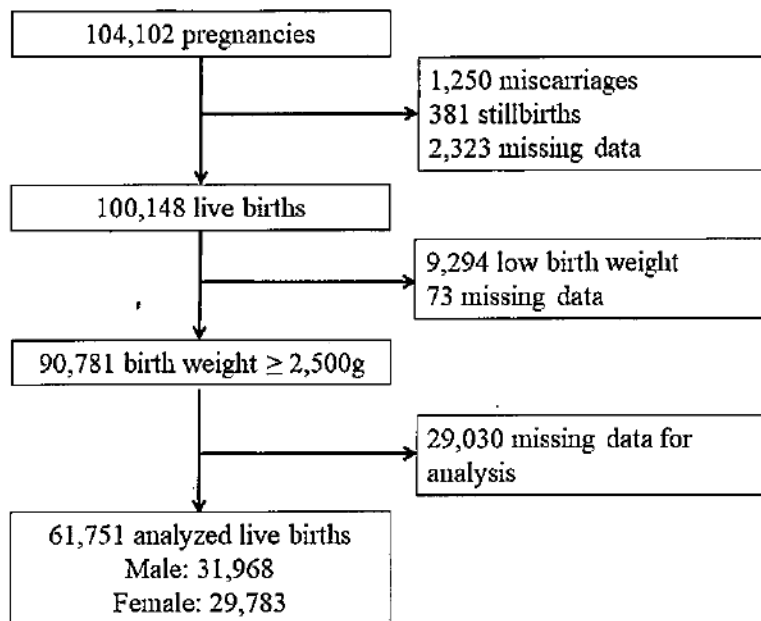 104,102 pregnancies
1,250 miscarriages
381 stillbirths
2,323 missing data
100,148 live births
9,294 low birth weight
73 missing data
90,781 birth weight ≥ 2,500g
29,030 missing data for
analysis
61,751 analyzed live births
Male: 31,968
Female: 29,783